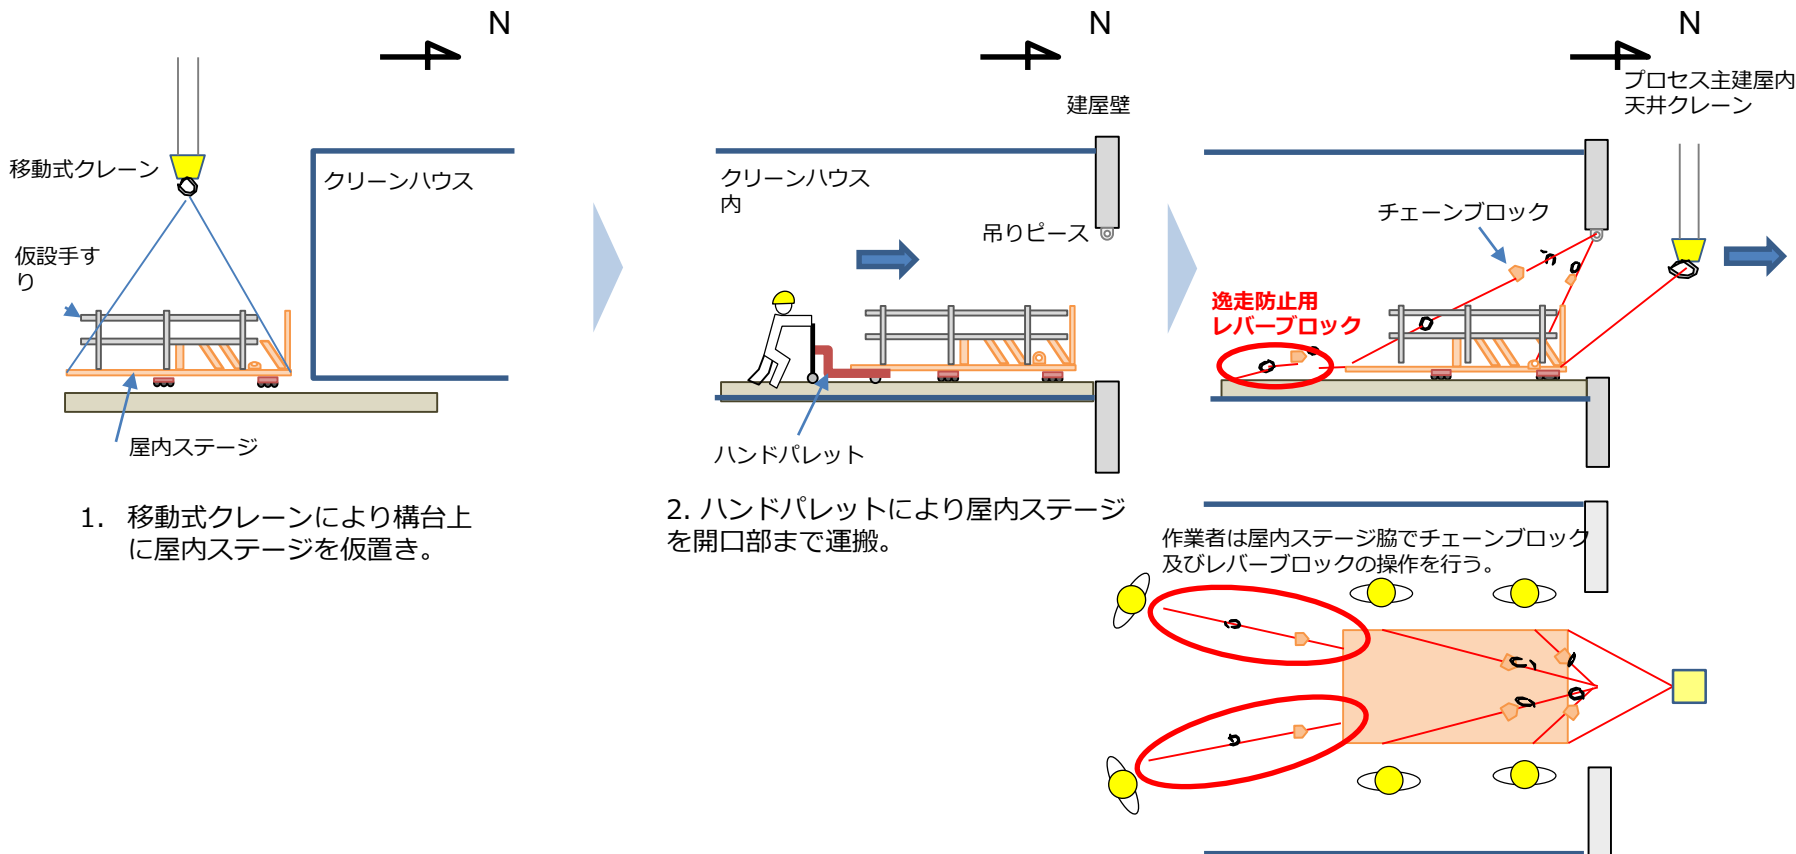 N
移動式クレーン
クリーンハウス
仮設手す
り
屋内ステージ
1. 移動式クレーンにより構台上
に屋内ステージを仮置き。
N
建屋壁
クリーンハウス
内
吊りピース
ハンドパレット
2. ハンドパレットにより屋内ステージ
を開口部まで運搬。
N
プロセス主建屋内
天井クレーン
チェーンブロック
逸走防止用
レバーブロック
作業者は屋内ステージ脇でチェーンブロック
及びレバーブロックの操作を行う。